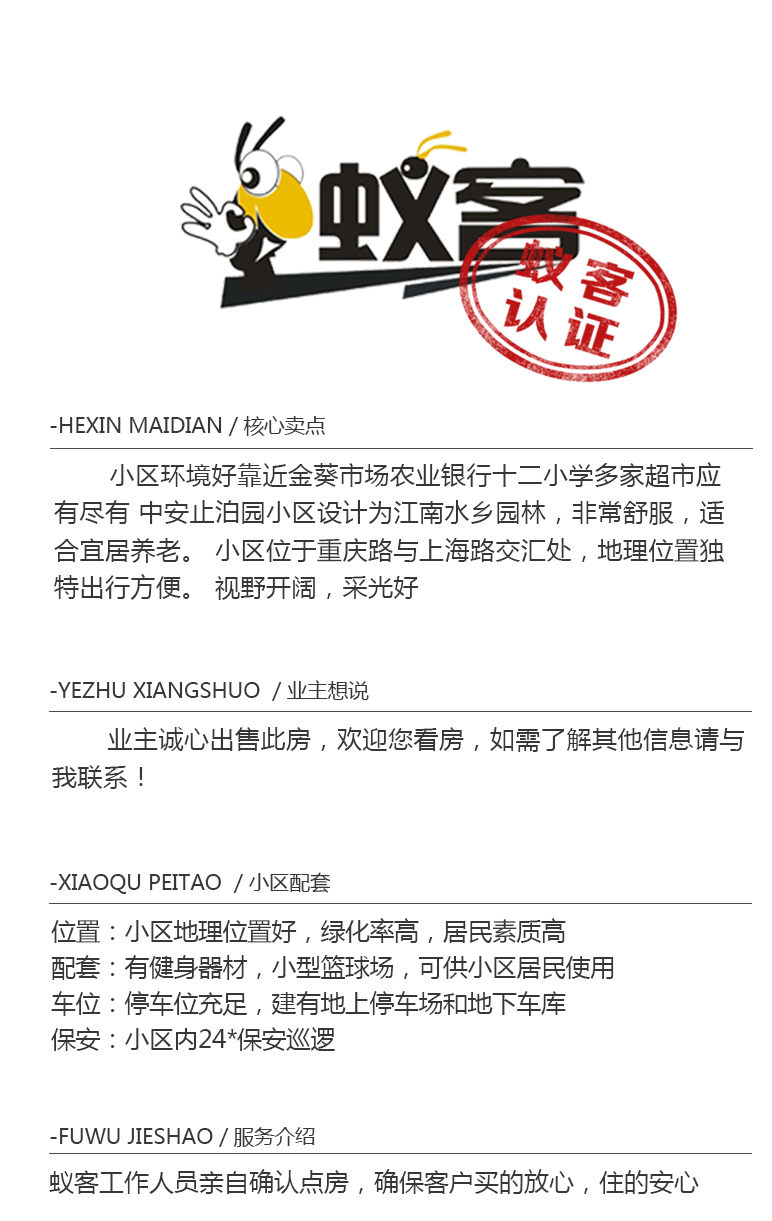 蚁客
蚁客
认证
-HEXIN MAIDIAN / 核心卖点
小区环境好靠近金葵市场农业银行十二小学多家超市应
有尽有 中安止泊园小区设计为江南水乡园林，非常舒服，适
合宜居养老。 小区位于重庆路与上海路交汇处，地理位置独
特出行方便。 视野开阔，采光好
-YEZHU XIANGSHUO / 业主想说
业主诚心出售此房，欢迎您看房，如需了解其他信息请与
我联系！
-XIAOQU PEITAO / 小区配套
位置：小区地理位置好，绿化率高，居民素质高
配套：有健身器材，小型篮球场，可供小区居民使用
车位：停车位充足，建有地上停车场和地下车库
保安：小区内24*保安巡逻
-FUWU JIESHAO / 服务介绍
蚁客工作人员亲自确认点房，确保客户买的放心，住的安心